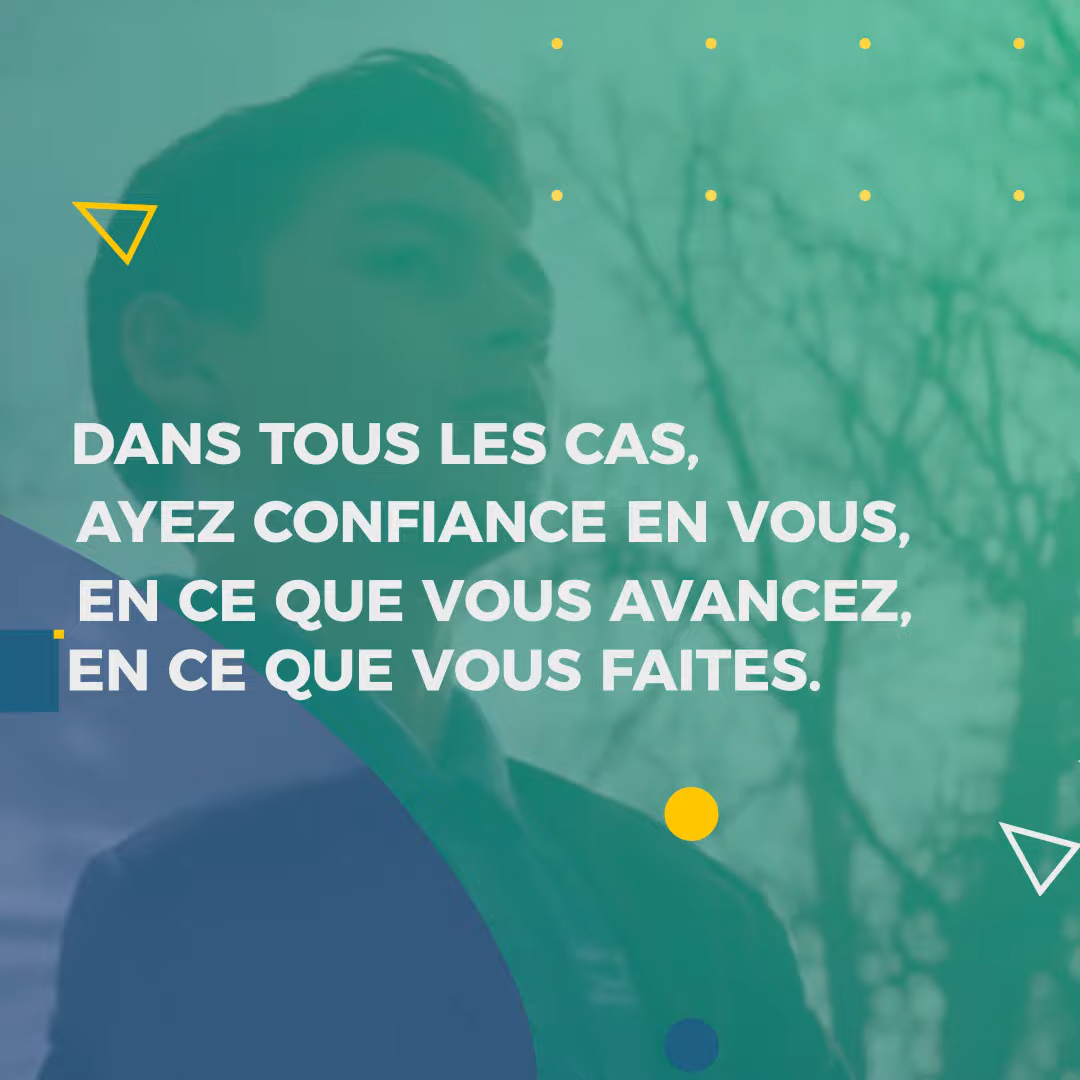 DANS TOUS LES CAS,
AYEZ CONFIANCE EN VOUS,
EN CE QUE VOUS AVANCEZ,
EN CE QUE VOUS FAITES.